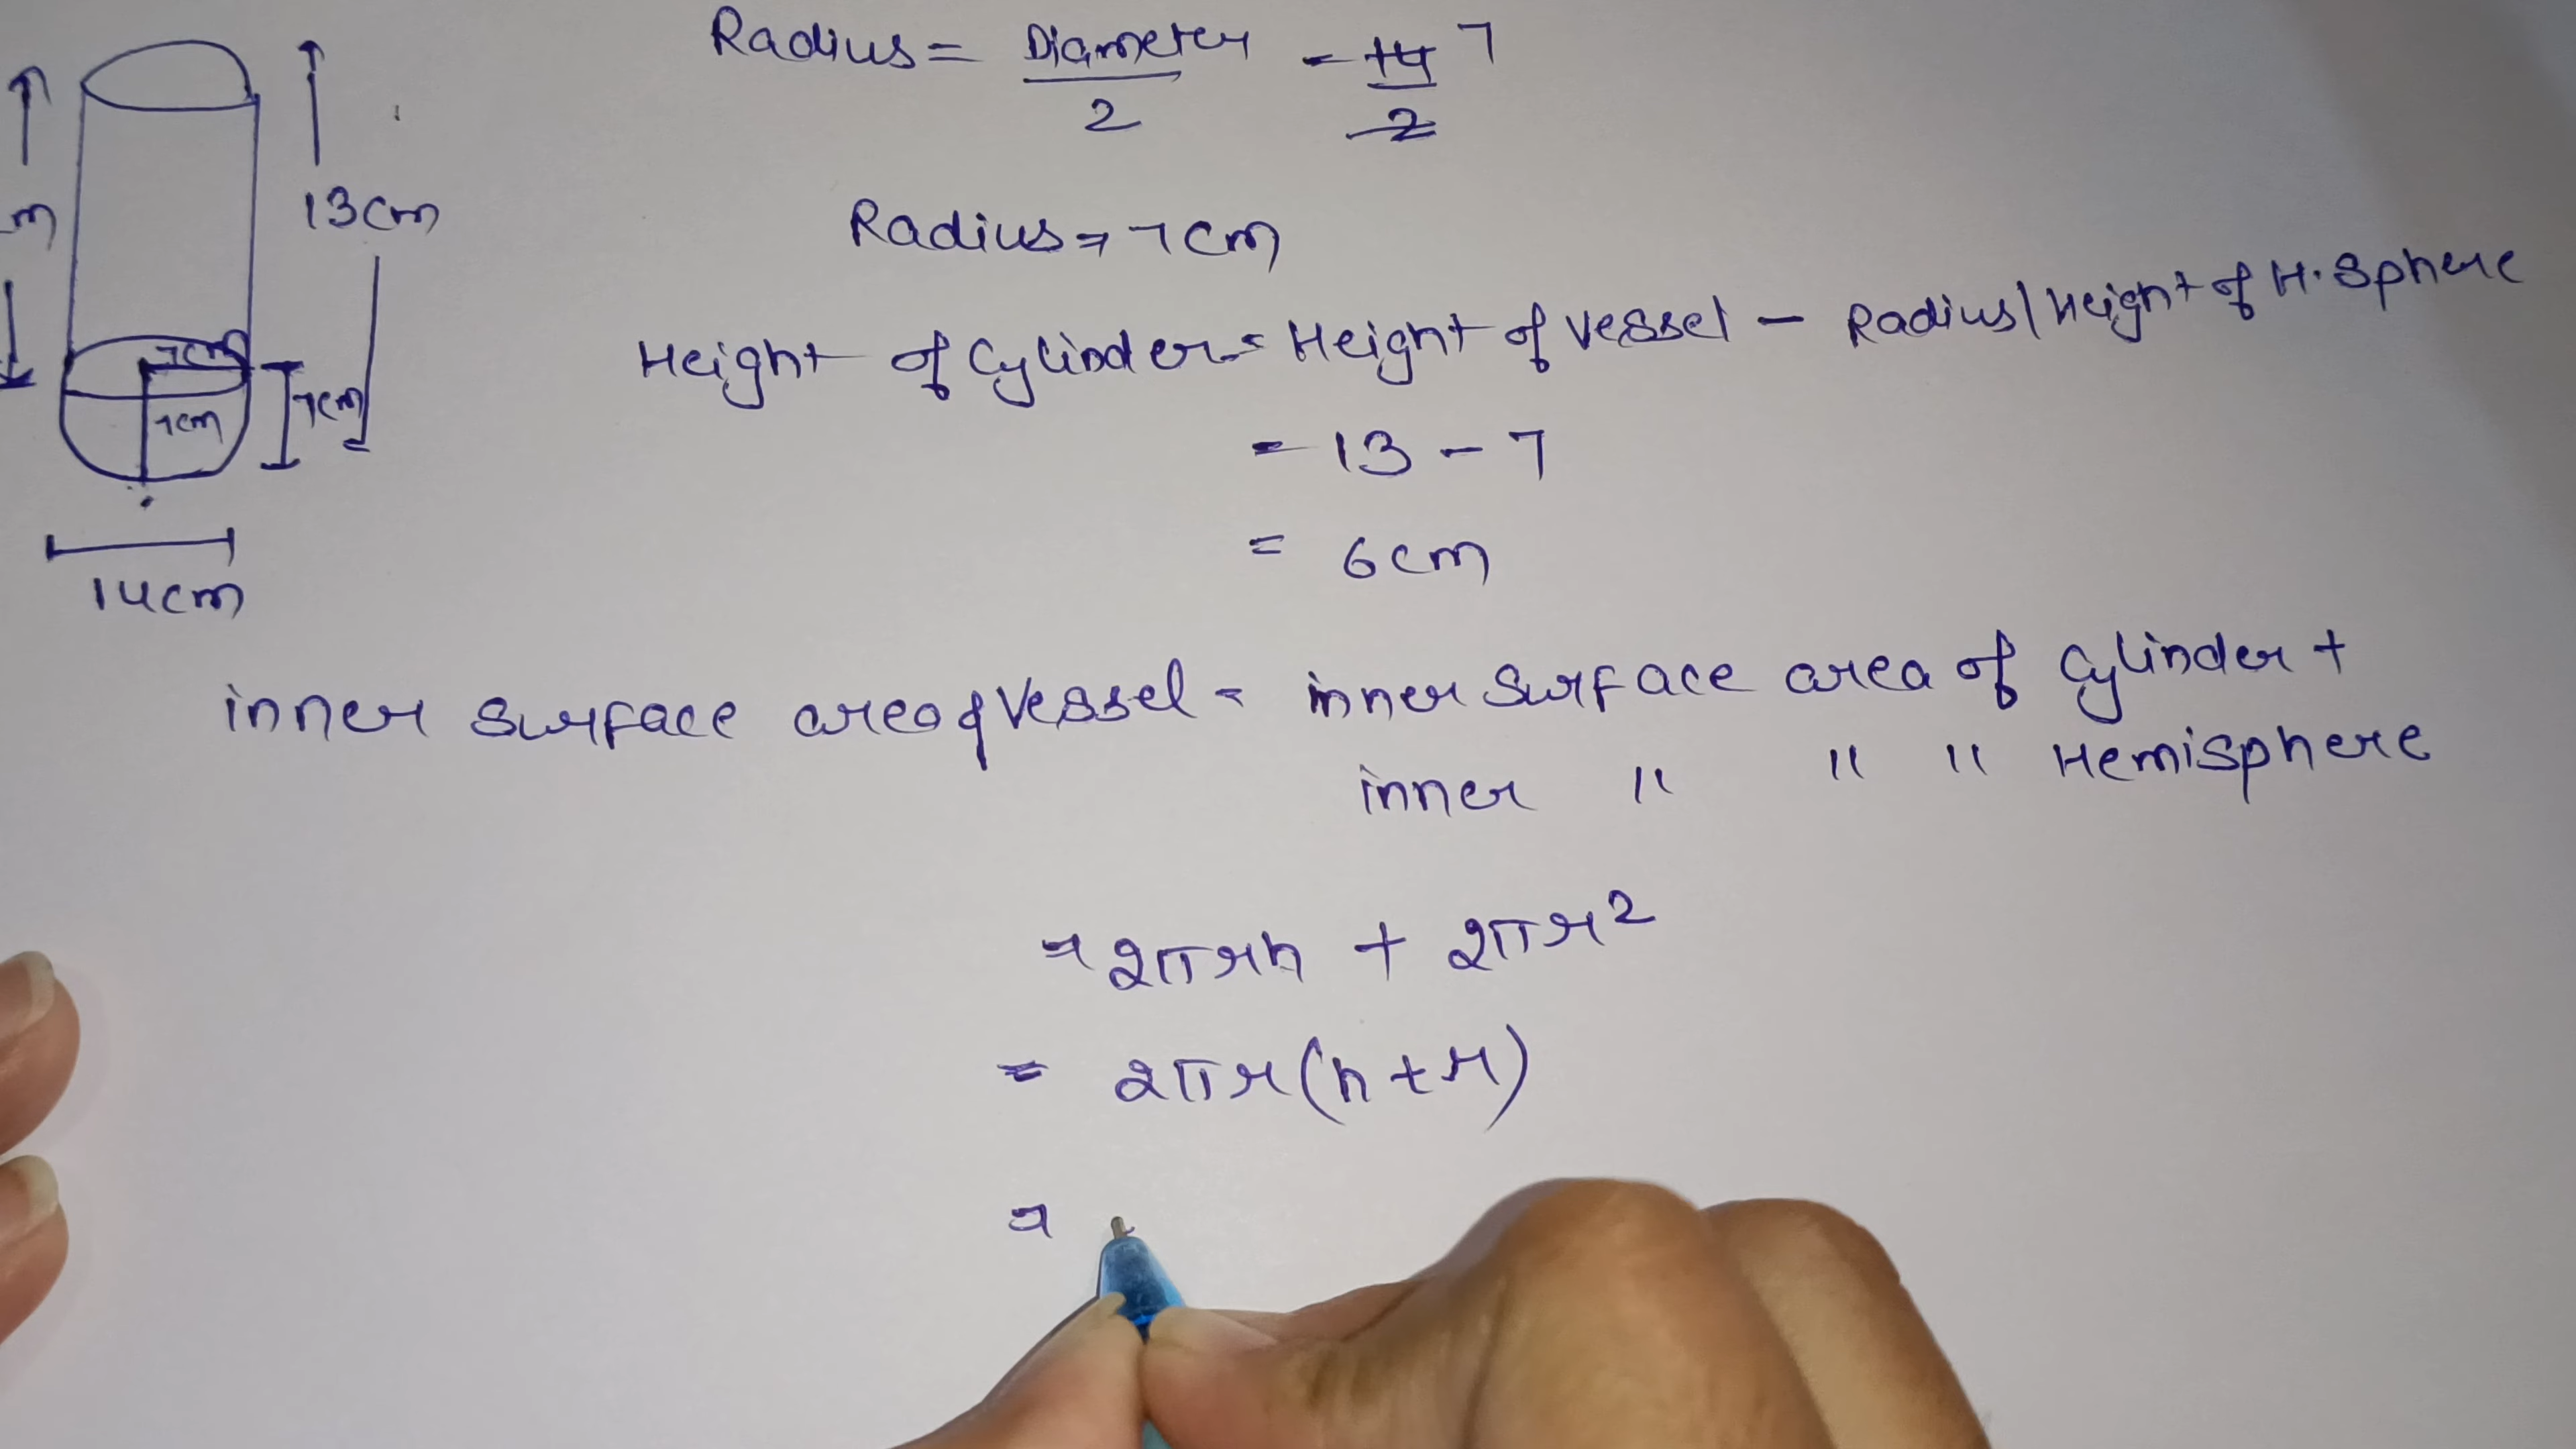 Radius = Diameter/2 = 14/2 7
Radius = 7cm
Height of Cylinder = Height of vessel - Radius/Height of H.Sphere
= 13 - 7
= 6cm
13cm
m
7cm
7cm
7cm
14cm
inner surface area of Vessel = inner surface area of Cylinder +
inner " " " Hemisphere
= 2πrh + 2πr²
= 2πr(h+r)
=